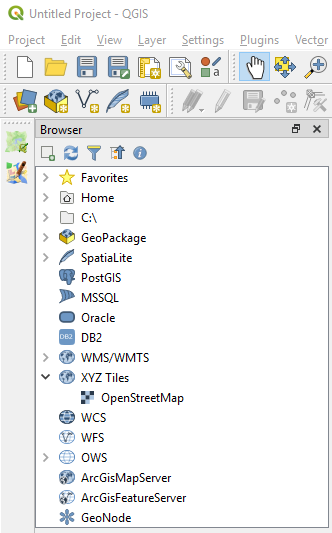 Untitled Project - QGIS
Project Edit View Layer Settings Plugins Vector
Browser
Favorites
Home
C:\
GeoPackage
SpatiaLite
PostGIS
MSSQL
Oracle
DB2 DB2
WMS/WMTS
XYZ Tiles
OpenStreetMap
WCS
WFS
OWS
ArcGisMapServer
ArcGisFeatureServer
GeoNode